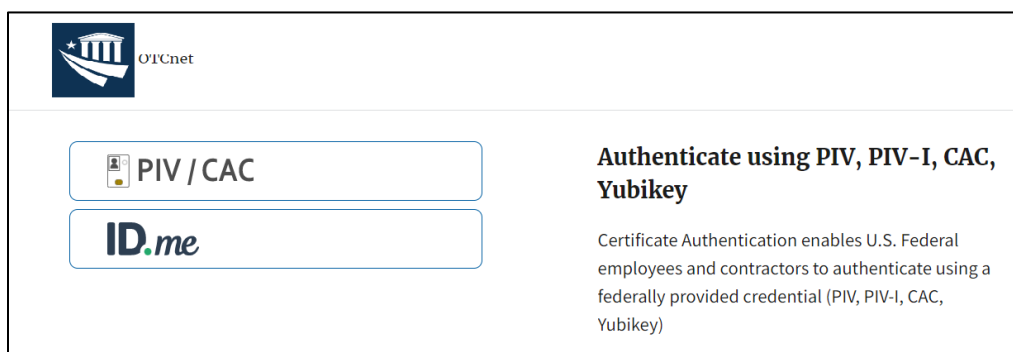 OTCnet
PIV / CAC
ID.me
Authenticate using PIV, PIV-I, CAC,
Yubikey
Certificate Authentication enables U.S. Federal
employees and contractors to authenticate using a
federally provided credential (PIV, PIV-I, CAC,
Yubikey)